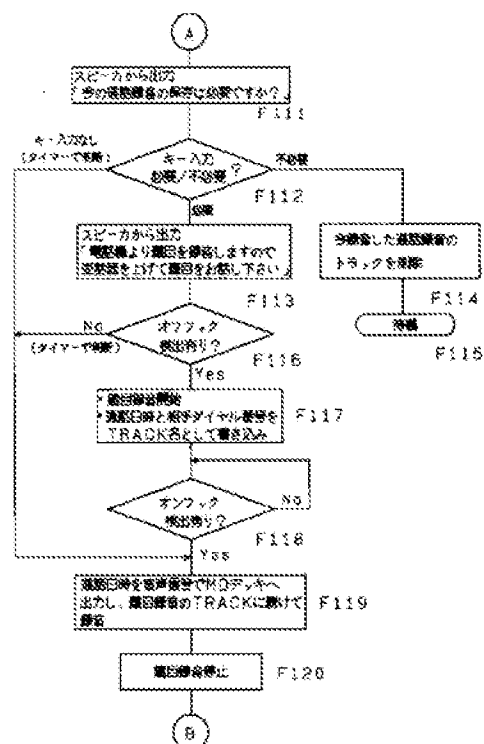 A
スピーカから出力
「今の通話録音の保存は必要ですか?」
F111
キー入力なし
(タイマーで判断)
キー入力
必要/不必要?
不必要
F112
必要
スピーカから出力
「電話機より題目を録音しますので
受話器を上げて題目をお話し下さい」
F113
今録音した通話録音の
トラックを削除
F114
待機
F115
No
(タイマーで判断)
オフフック
検出有り?
F116
Yes
・題目録音開始
・通話日時と相手ダイヤル番号を
TRACK名として書き込み
F117
オンフック
検出有り?
No
F118
Yes
通話日時を音声信号でMDデッキへ
出力し、題目録音のTRACKに続けて
録音
F119
題目録音停止
F120
B